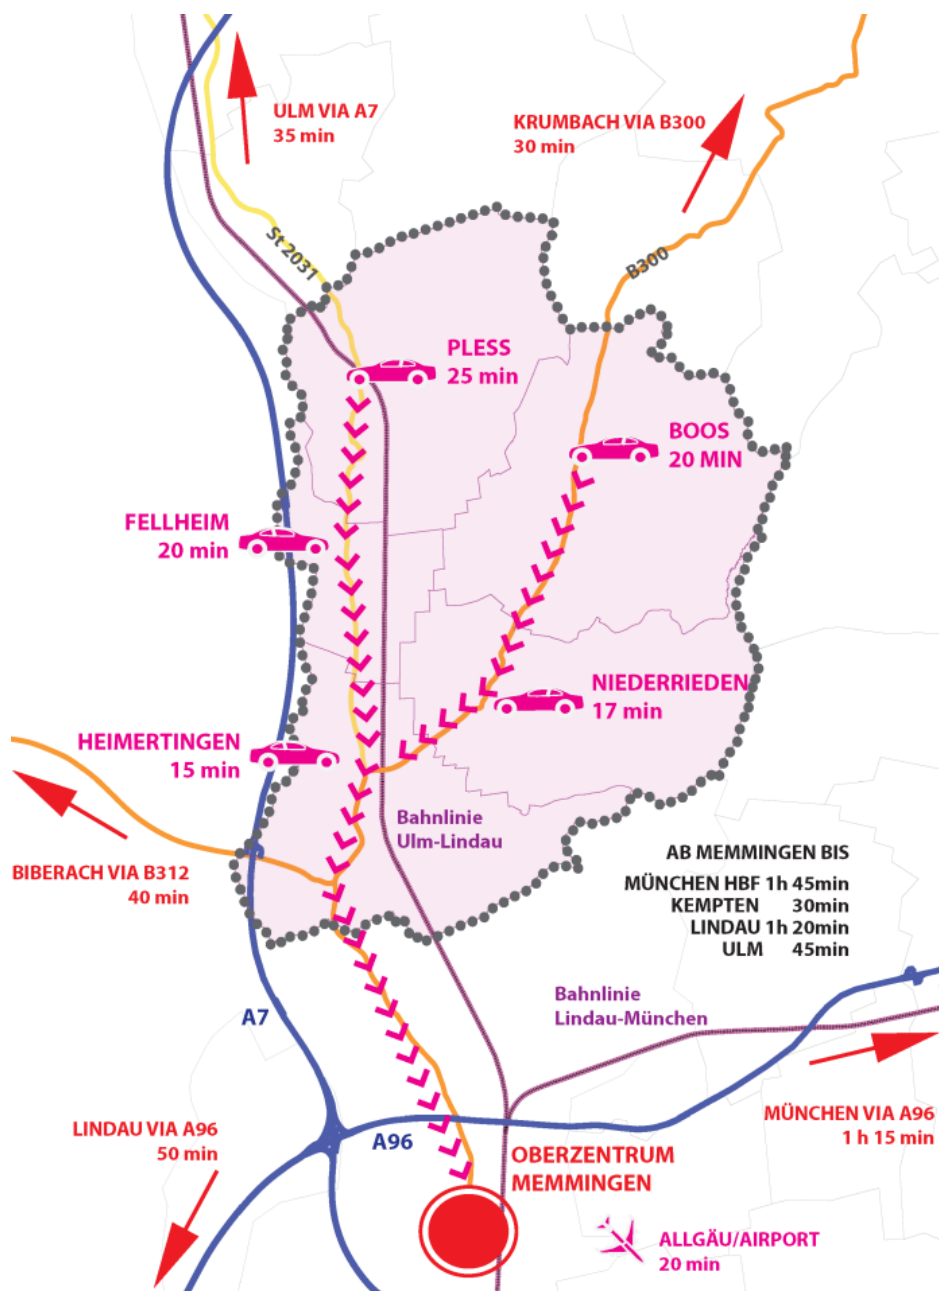 ULM VIA A7
35 min
KRUMBACH VIA B300
30 min
St 2031
B300
PLESS
25 min
BOOS
20 MIN
FELLHEIM
20 min
NIEDERRIEDEN
17 min
HEIMERTINGEN
15 min
Bahnlinie
Ulm-Lindau
BIBERACH VIA B312
40 min
AB MEMMINGEN BIS
MÜNCHEN HBF 1h 45min
KEMPTEN 30min
LINDAU 1h 20min
ULM 45min
Bahnlinie
Lindau-München
A7
MÜNCHEN VIA A96
1 h 15 min
LINDAU VIA A96
50 min
A96
OBERZENTRUM
MEMMINGEN
ALLGÄU/AIRPORT
20 min